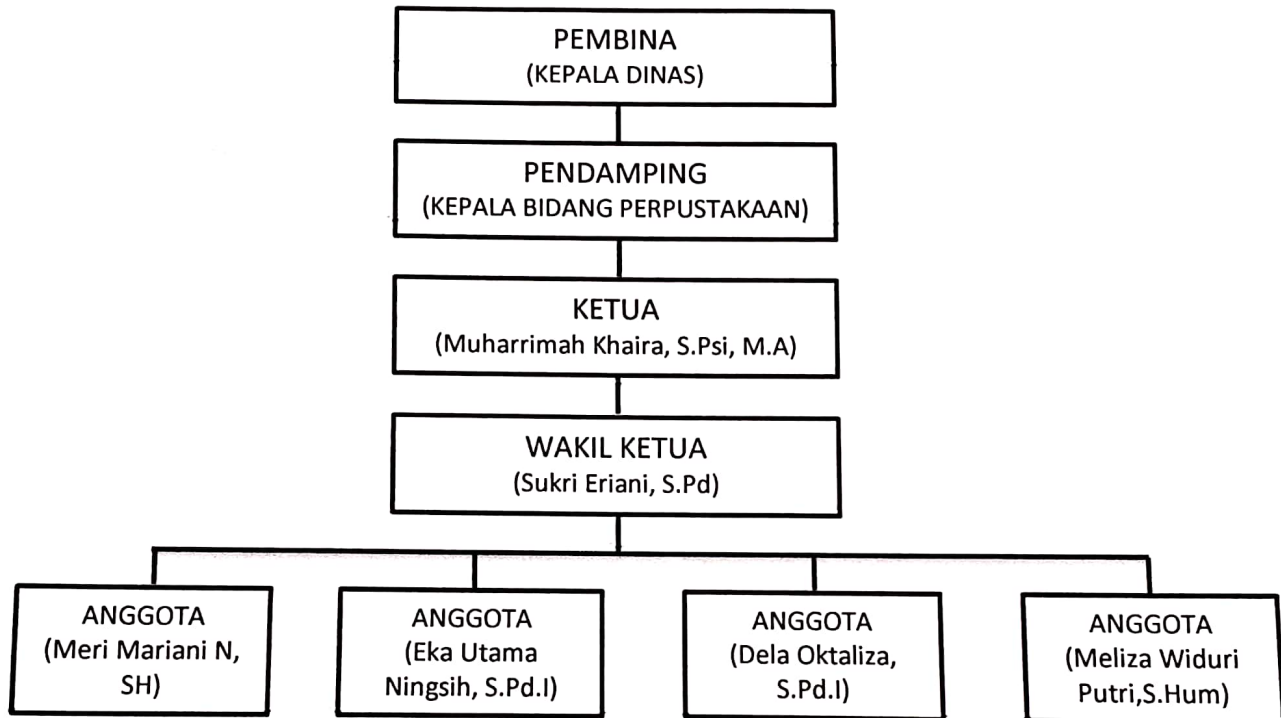 PEMBINA
(KEPALA DINAS)
PENDAMPING
(KEPALA BIDANG PERPUSTAKAAN)
KETUA
(Muharrimah Khaira, S.Psi, M.A)
WAKIL KETUA
(Sukri Eriani, S.Pd)
ANGGOTA
(Meri Mariani N,
SH)
ANGGOTA
(Eka Utama
Ningsih, S.Pd.I)
ANGGOTA
(Dela Oktaliza,
S.Pd.I)
ANGGOTA
(Meliza Widuri
Putri,S.Hum)